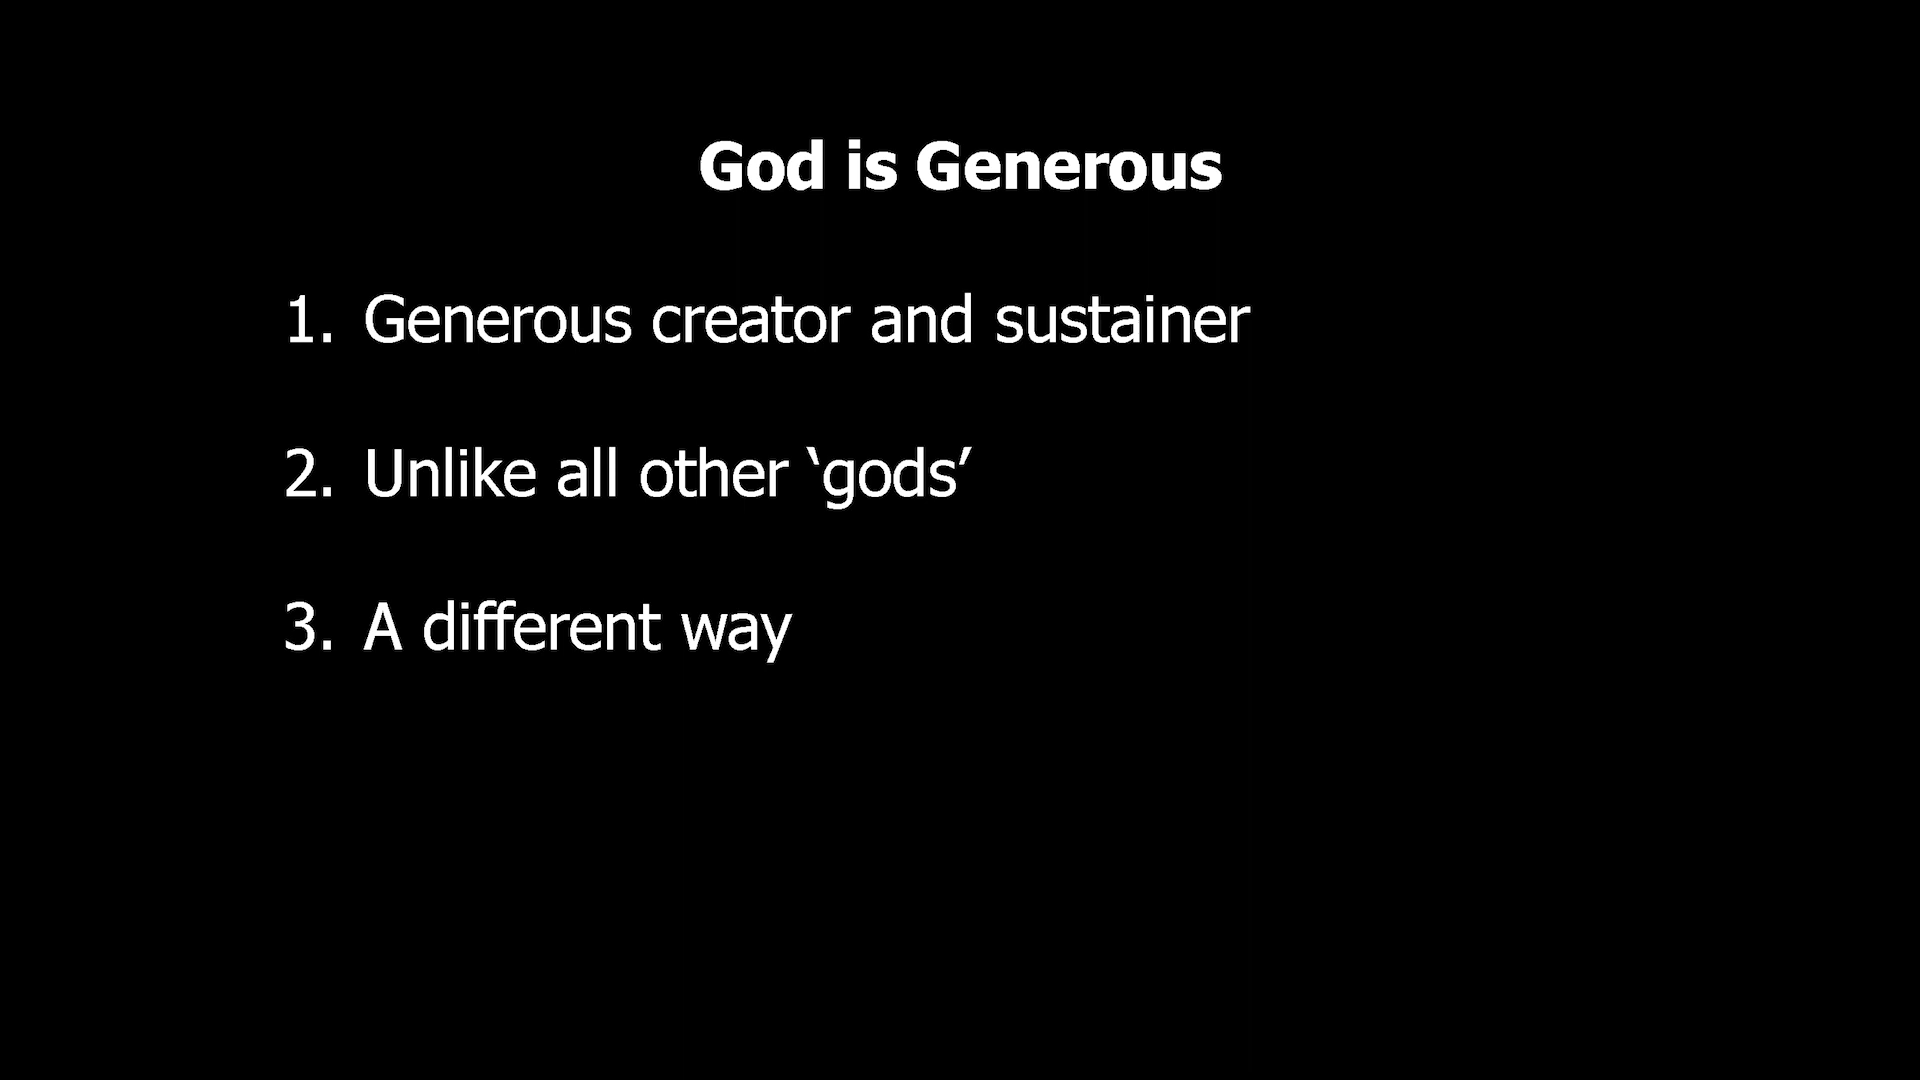 God is Generous
1. Generous creator and sustainer
2. Unlike all other ‘gods’
3. A different way